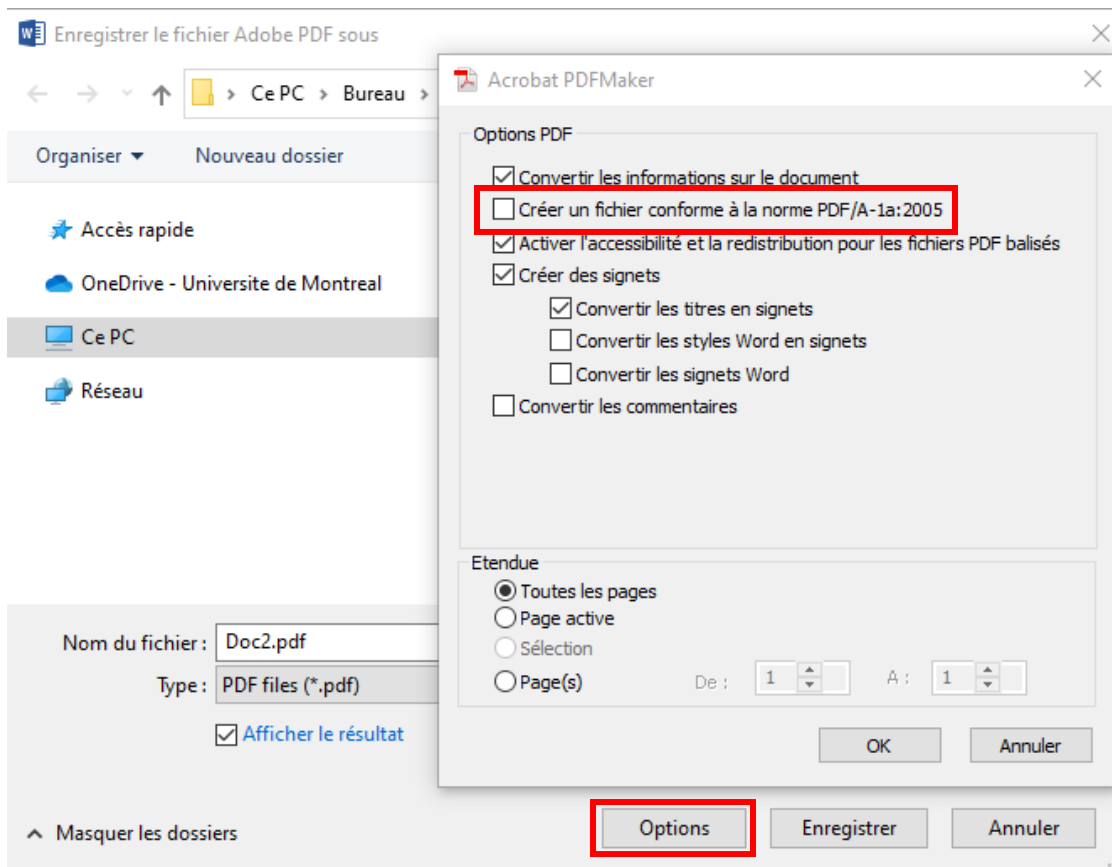 Enregistrer le fichier Adobe PDF sous
Ce PC > Bureau >
Organiser
Nouveau dossier
Accès rapide
OneDrive - Universite de Montreal
Ce PC
Réseau
Nom du fichier : Doc2.pdf
Type : PDF files (*.pdf)
Afficher le résultat
Masquer les dossiers
Options
Enregistrer
Annuler
Acrobat PDFMaker
Options PDF
Convertir les informations sur le document
Créer un fichier conforme à la norme PDF/A-1a:2005
Activer l'accessibilité et la redistribution pour les fichiers PDF balisés
Créer des signets
Convertir les titres en signets
Convertir les styles Word en signets
Convertir les signets Word
Convertir les commentaires
Etendue
Toutes les pages
Page active
Sélection
Page(s) De : 1 A : 1
OK
Annuler